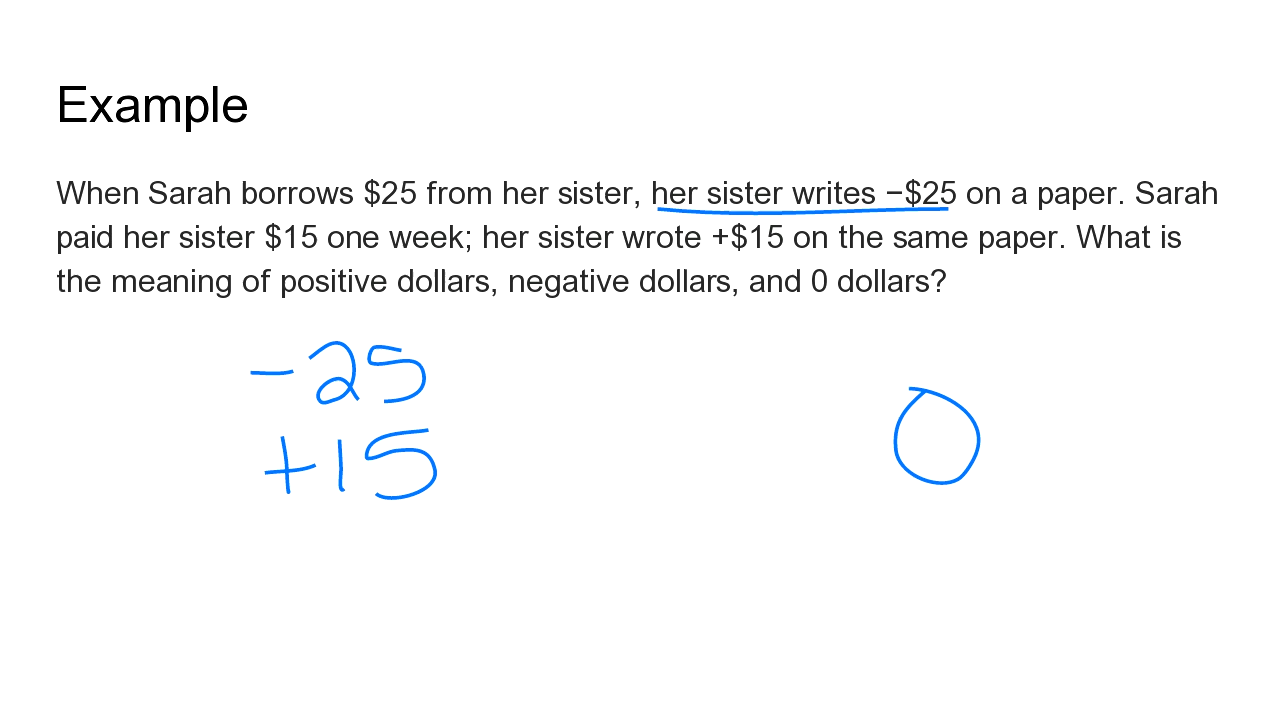 Example
When Sarah borrows $25 from her sister, her sister writes −$25 on a paper. Sarah
paid her sister $15 one week; her sister wrote +$15 on the same paper. What is
the meaning of positive dollars, negative dollars, and 0 dollars?
-25
+15
0